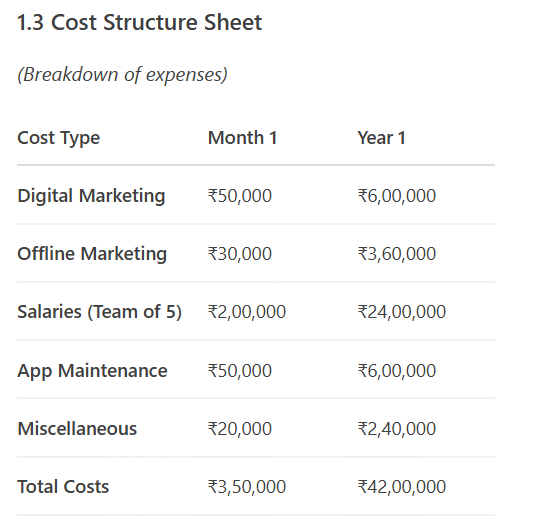 1.3 Cost Structure Sheet
(Breakdown of expenses)
Cost Type Month 1 Year 1
Digital Marketing ₹50,000 ₹6,00,000
Offline Marketing ₹30,000 ₹3,60,000
Salaries (Team of 5) ₹2,00,000 ₹24,00,000
App Maintenance ₹50,000 ₹6,00,000
Miscellaneous ₹20,000 ₹2,40,000
Total Costs ₹3,50,000 ₹42,00,000